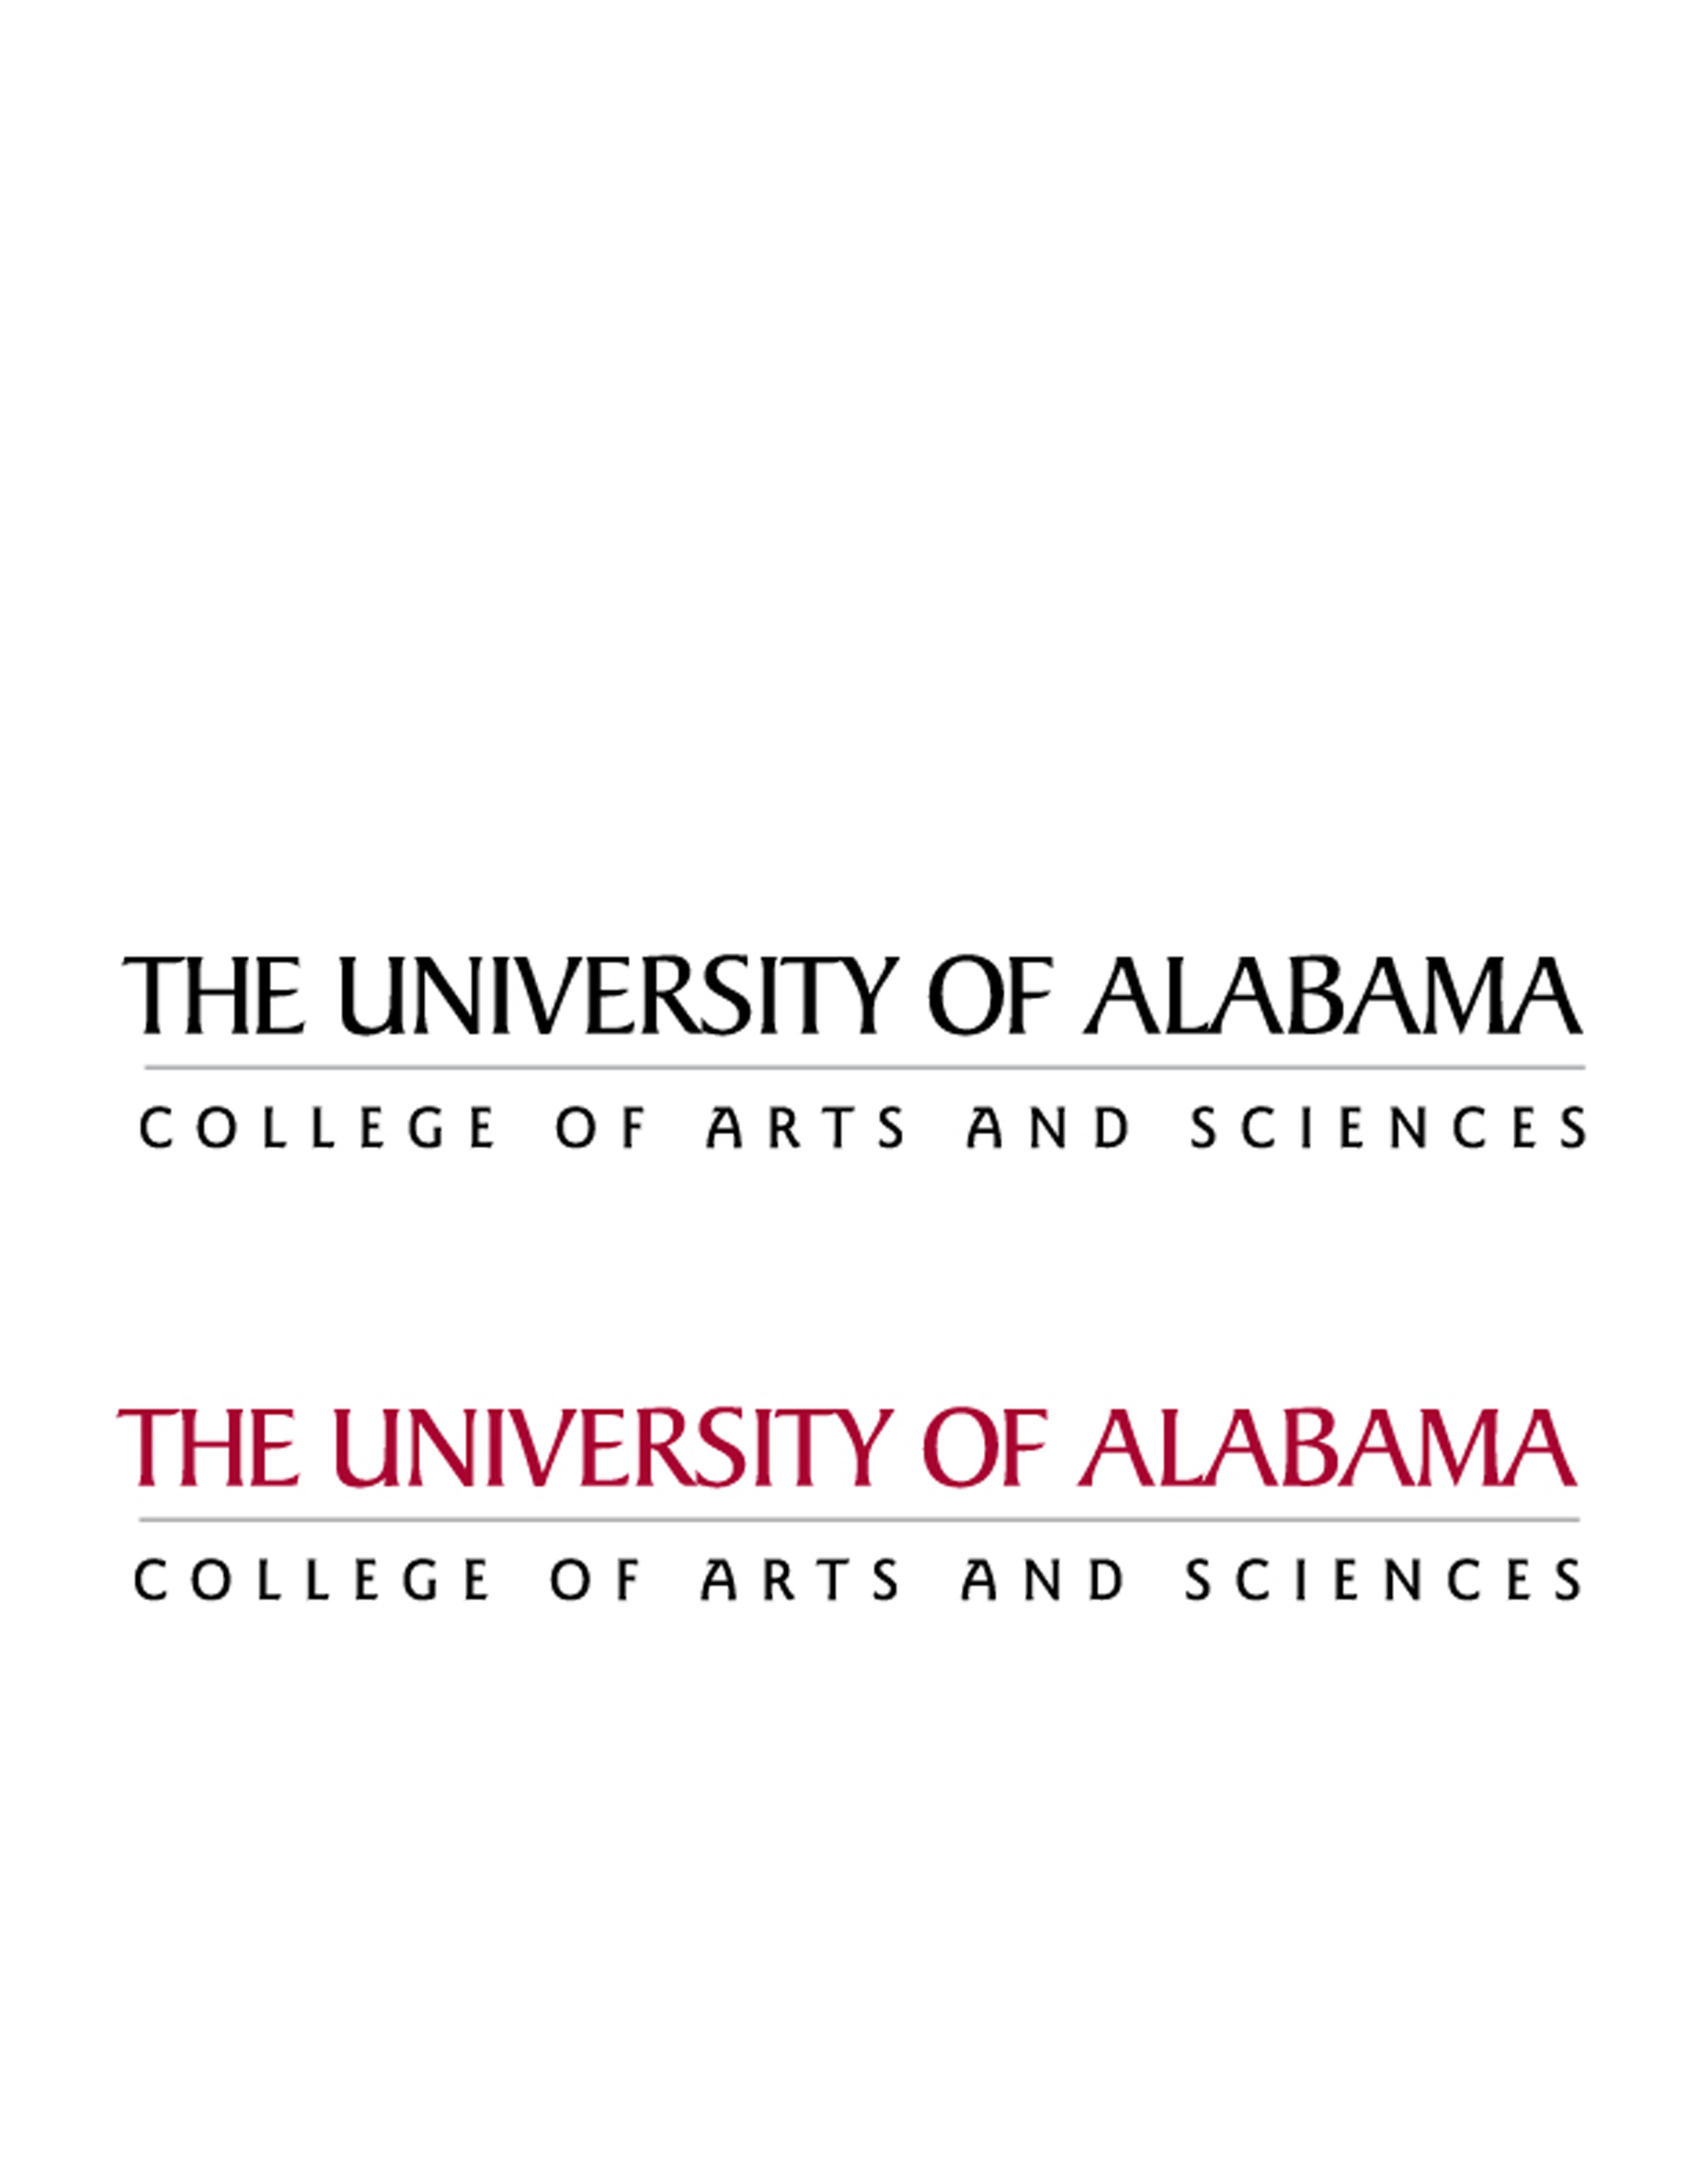 THE UNIVERSITY OF ALABAMA
COLLEGE OF ARTS AND SCIENCES
THE UNIVERSITY OF ALABAMA
COLLEGE OF ARTS AND SCIENCES